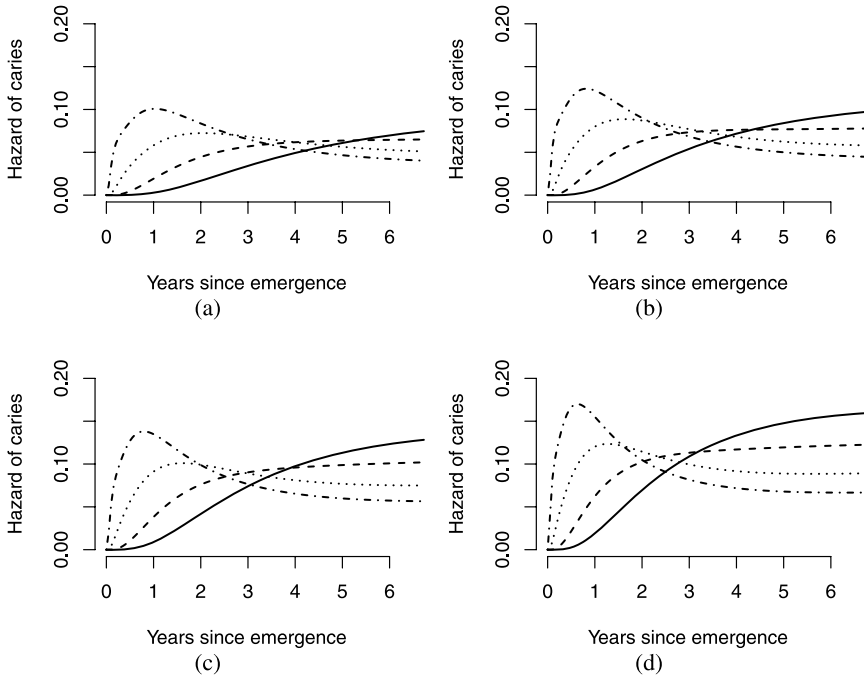 Hazard of caries
0.20
0.10
0.00
0 1 2 3 4 5 6
Years since emergence
(a)
Hazard of caries
0.20
0.10
0.00
0 1 2 3 4 5 6
Years since emergence
(b)
Hazard of caries
0.20
0.10
0.00
0 1 2 3 4 5 6
Years since emergence
(c)
Hazard of caries
0.20
0.10
0.00
0 1 2 3 4 5 6
Years since emergence
(d)